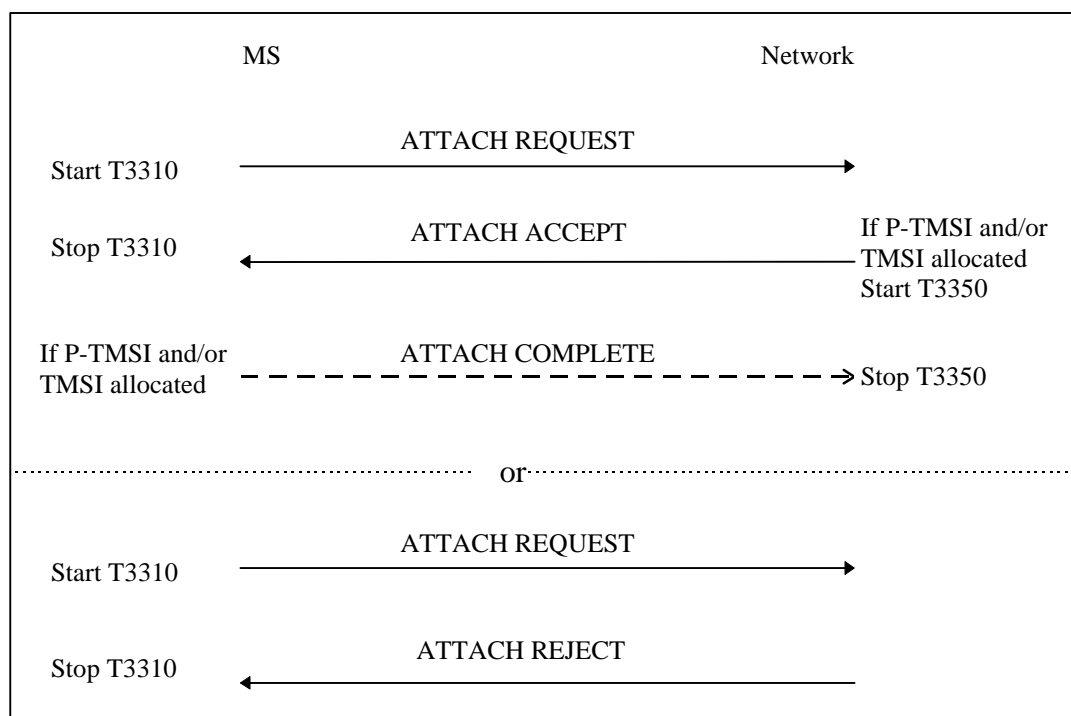 MS
Network
ATTACH REQUEST
Start T3310
ATTACH ACCEPT
Stop T3310
If P-TMSI and/or
TMSI allocated
Start T3350
If P-TMSI and/or
TMSI allocated
ATTACH COMPLETE
Stop T3350
or
ATTACH REQUEST
Start T3310
ATTACH REJECT
Stop T3310